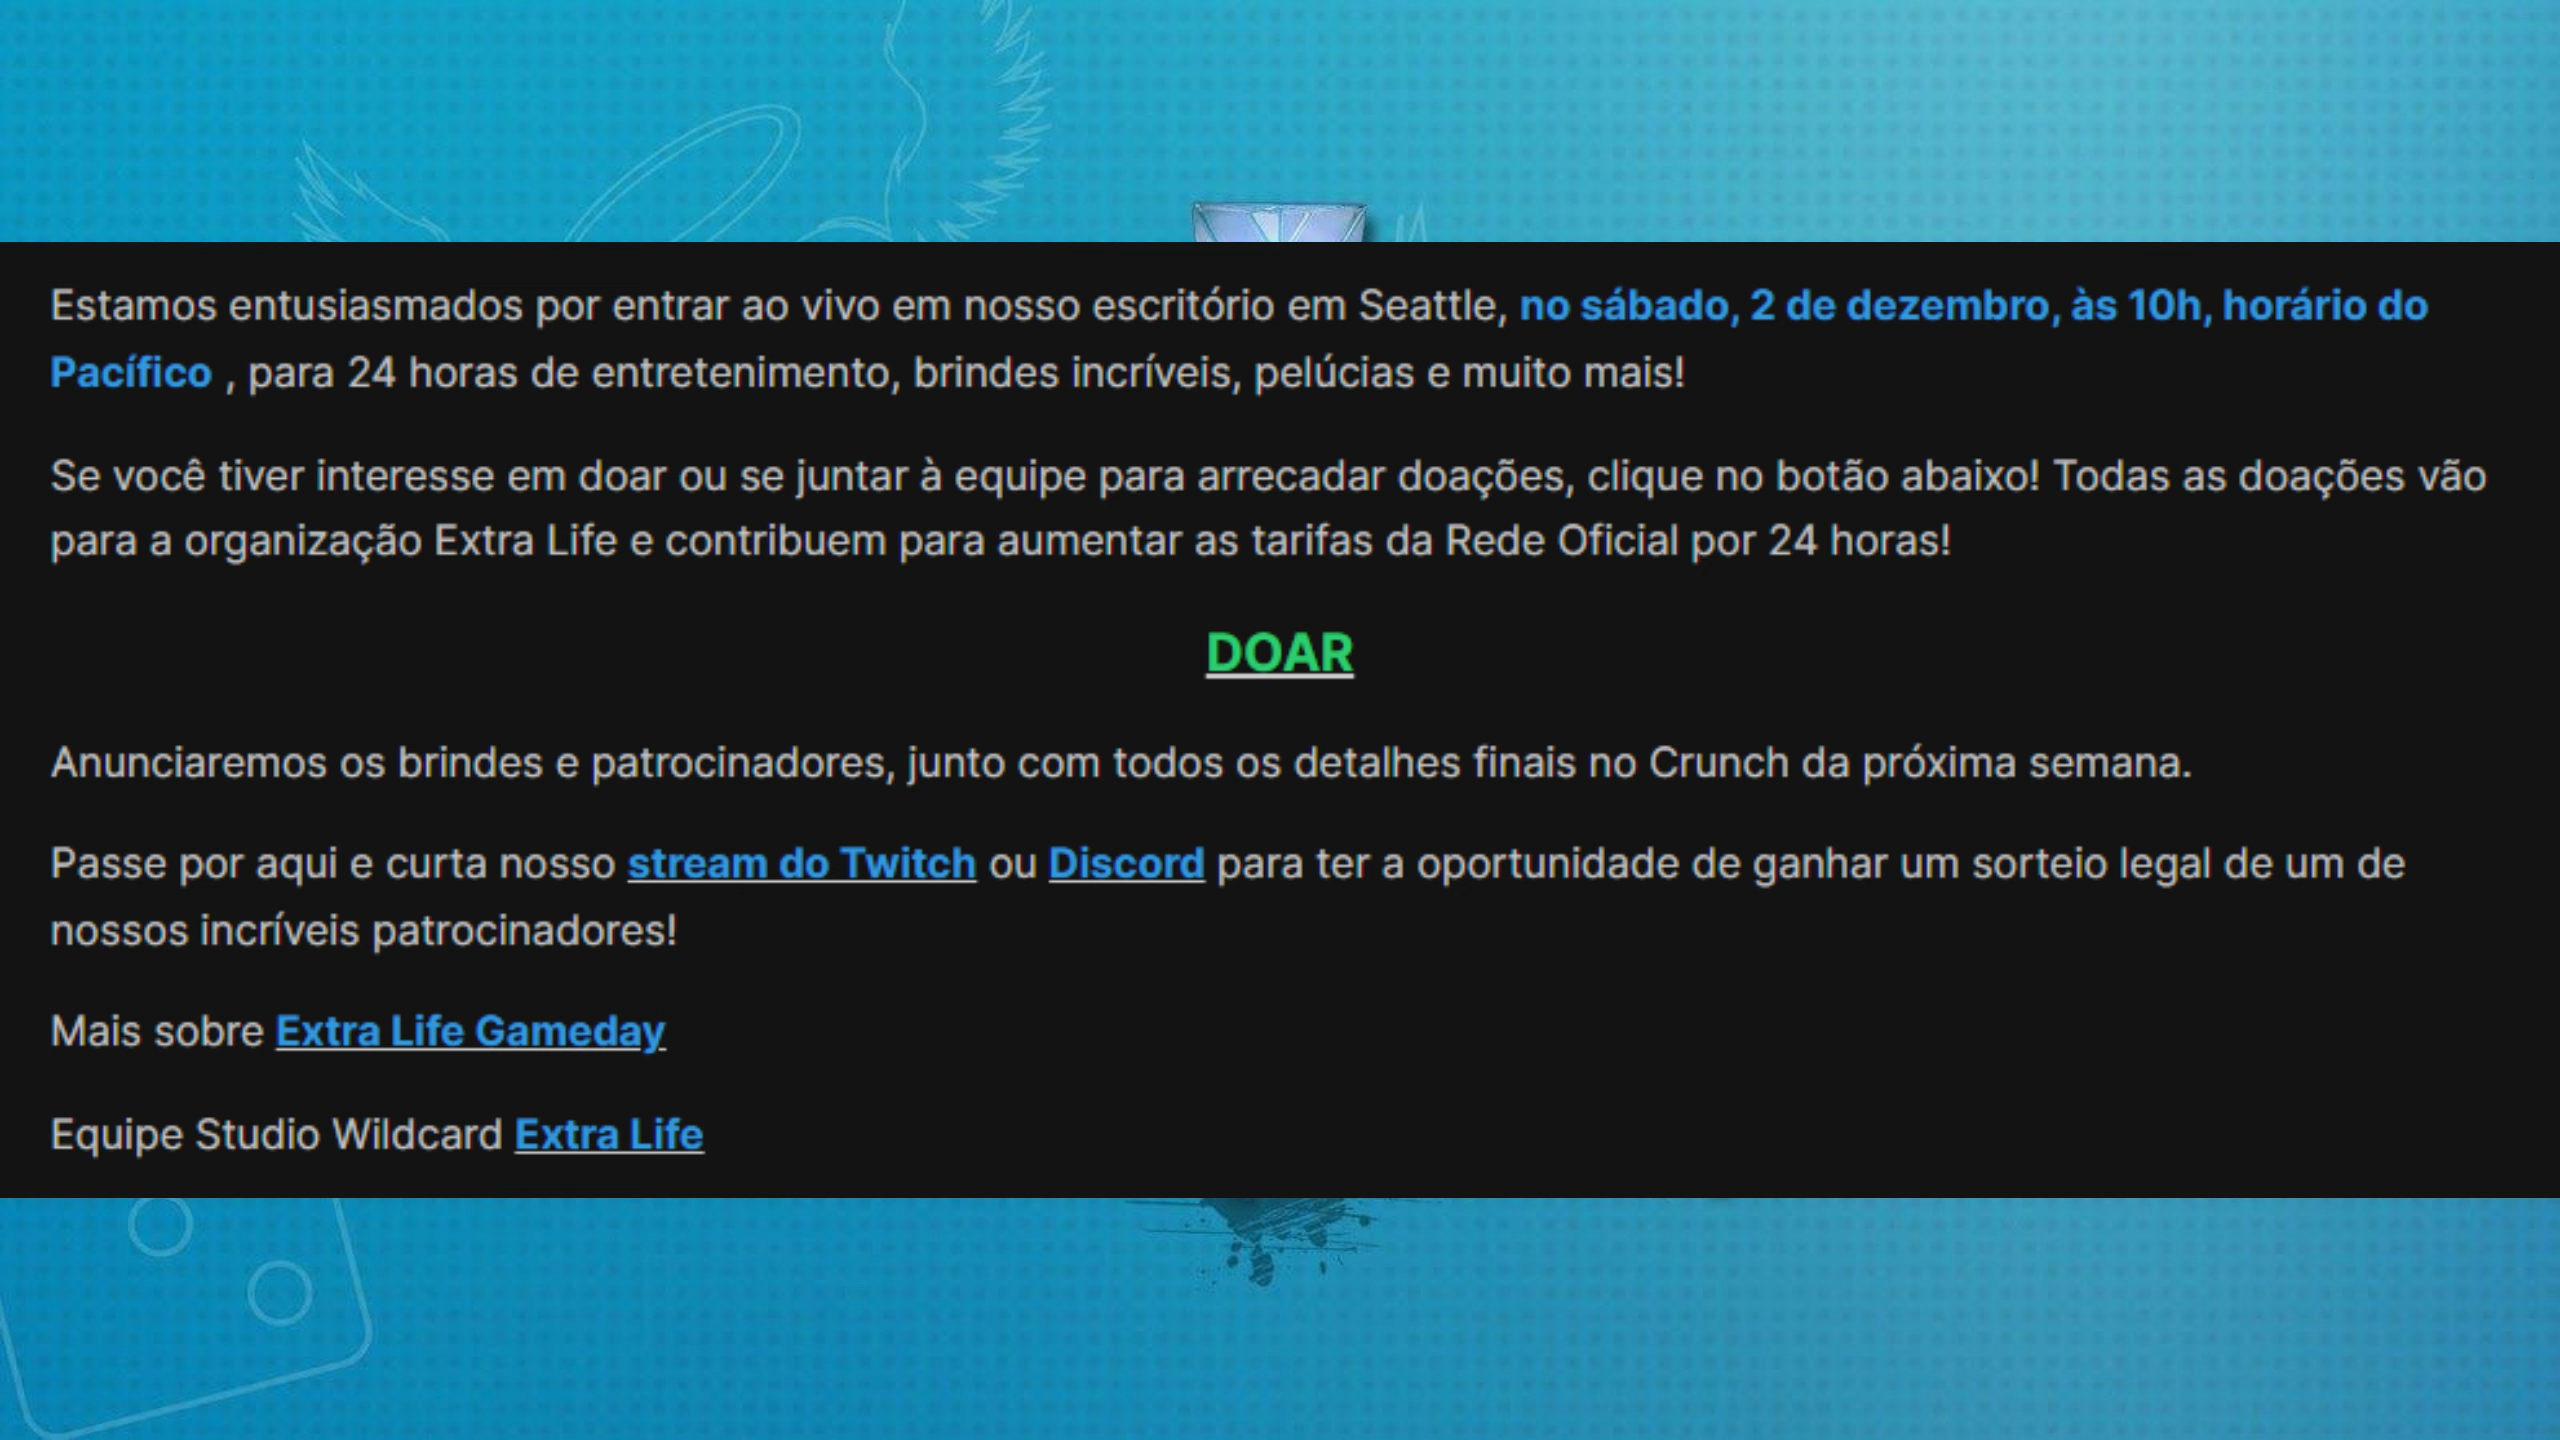 Estamos entusiasmados por entrar ao vivo em nosso escritório em Seattle, no sábado, 2 de dezembro, às 10h, horário do
Pacífico , para 24 horas de entretenimento, brindes incríveis, pelúcias e muito mais!
Se você tiver interesse em doar ou se juntar à equipe para arrecadar doações, clique no botão abaixo! Todas as doações vão
para a organização Extra Life e contribuem para aumentar as tarifas da Rede Oficial por 24 horas!
DOAR
Anunciaremos os brindes e patrocinadores, junto com todos os detalhes finais no Crunch da próxima semana.
Passe por aqui e curta nosso stream do Twitch ou Discord para ter a oportunidade de ganhar um sorteio legal de um de
nossos incríveis patrocinadores!
Mais sobre Extra Life Gameday
Equipe Studio Wildcard Extra Life